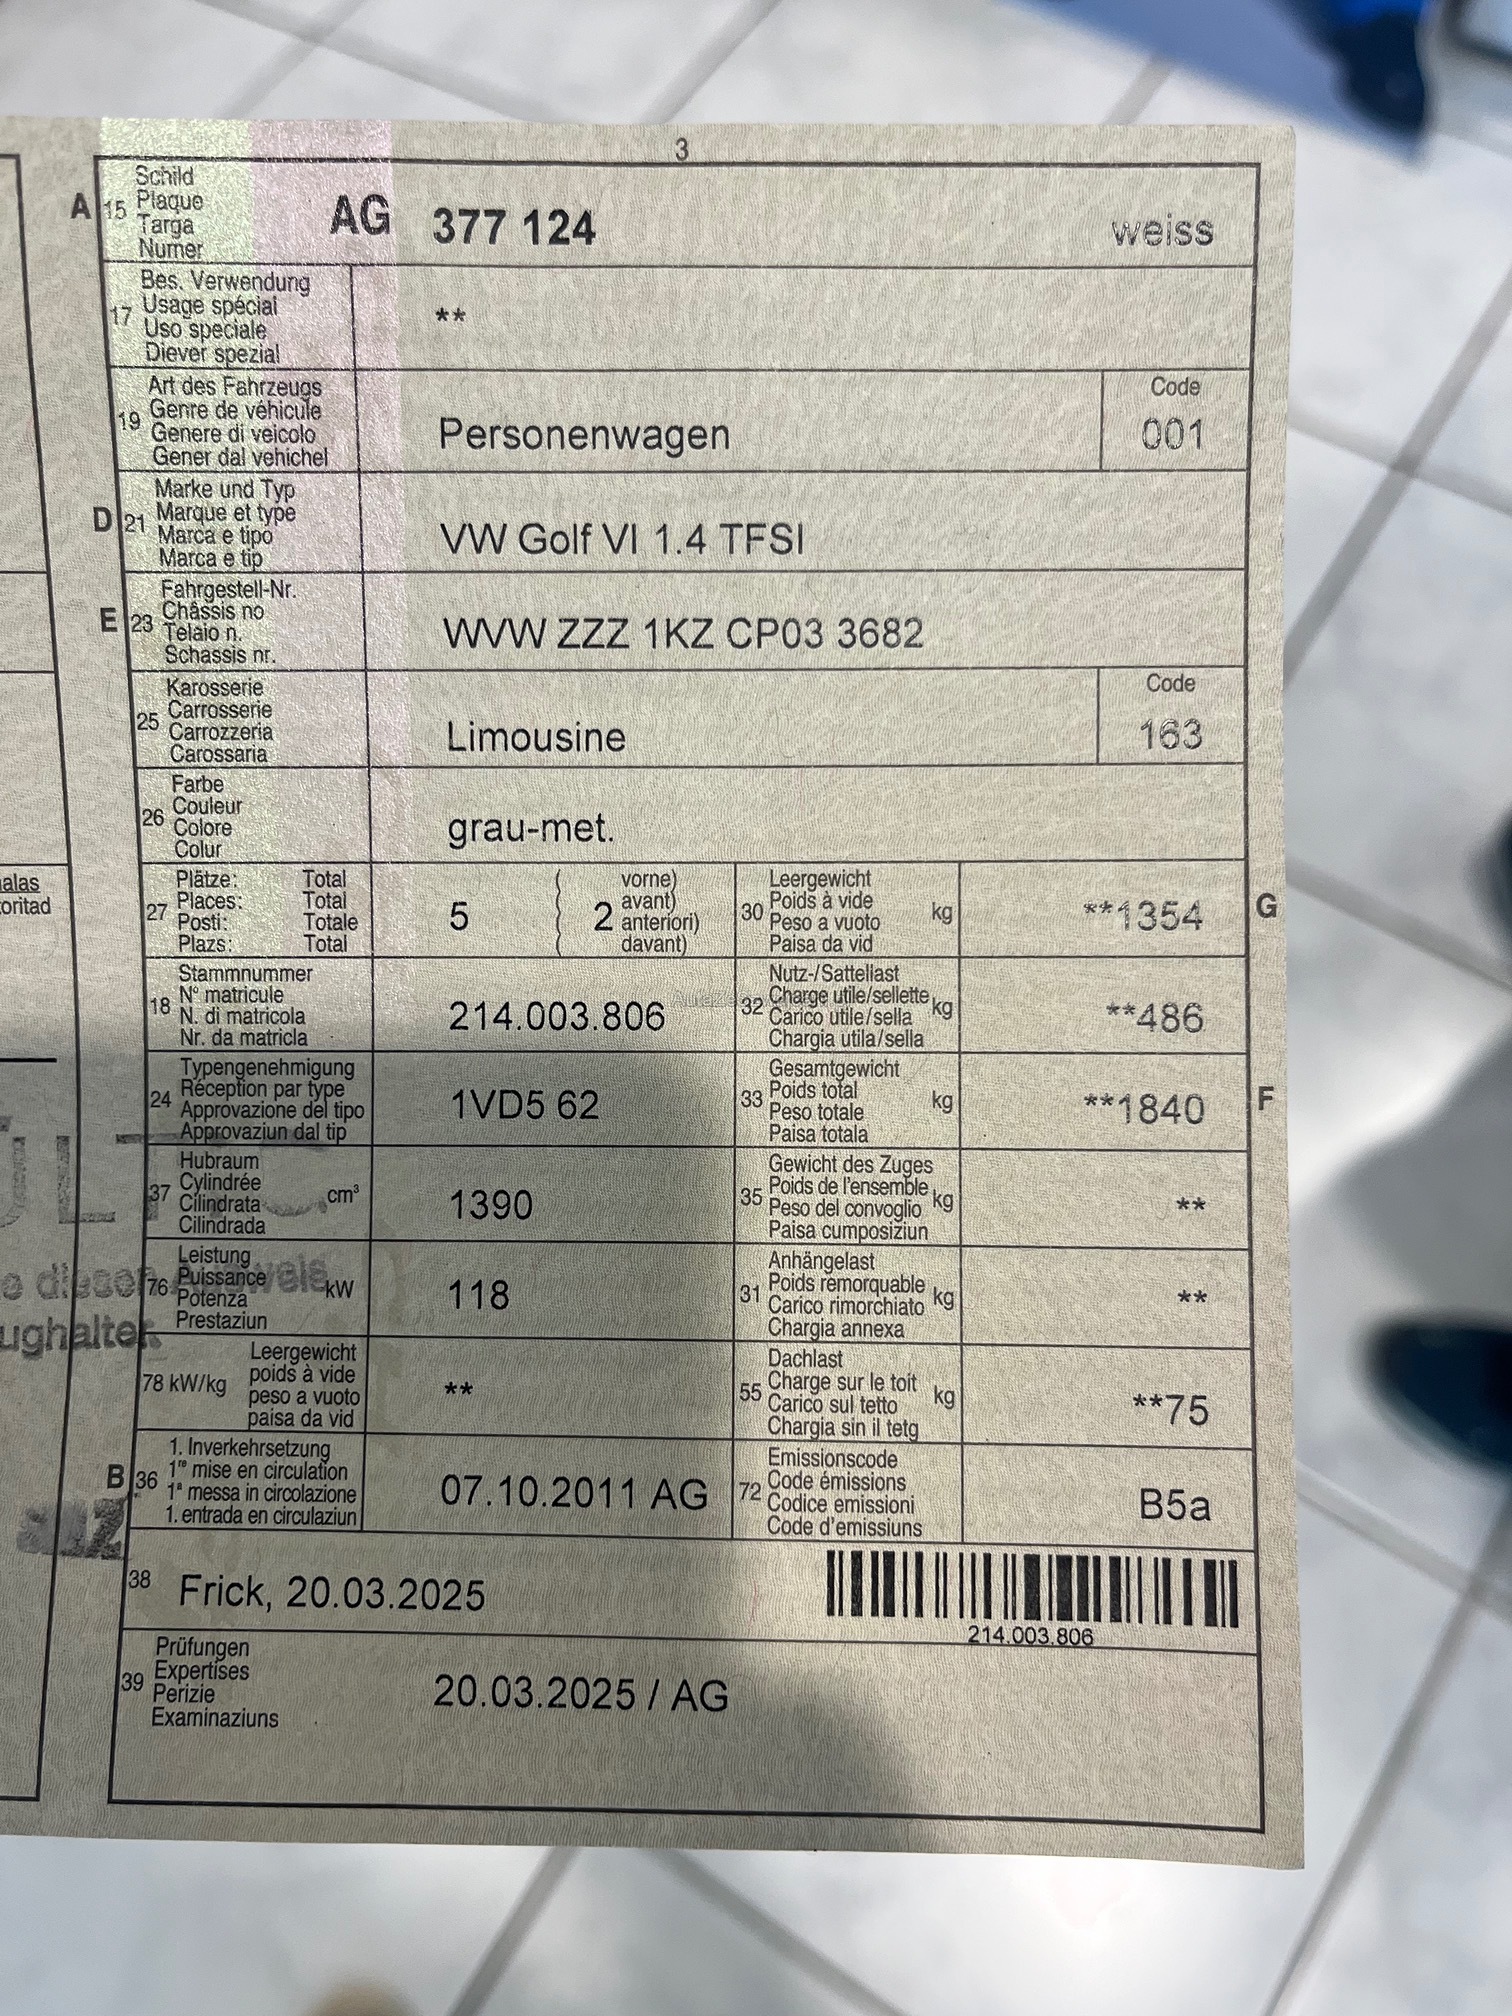 3
A 15 Schild
Plaque
Targa
Numer
AG 377 124 weiss
17 Bes. Verwendung
Usage spécial
Uso speciale
Diever spezial
**
19 Art des Fahrzeugs
Genre de véhicule
Genere di veicolo
Gener dal vehichel
Personenwagen
Code
001
D 21 Marke und Typ
Marque et type
Marca e tipo
Marca e tip
VW Golf VI 1.4 TFSI
E 23 Fahrgestell-Nr.
Châssis no
Telaio n.
Schassis nr.
WVW ZZZ 1KZ CP03 3682
25 Karosserie
Carrosserie
Carrozzeria
Carossaria
Limousine
Code
163
26 Farbe
Couleur
Colore
Colur
grau-met.
27 Plätze: Total
Places: Total
Posti: Totale
Plazs: Total
5 ( 2 vorne)
avant)
anteriori)
davant)
30 Leergewicht
Poids à vide
Peso a vuoto
Paisa da vid
kg
**1354 G
18 Stammnummer
N° matricule
N. di matricola
Nr. da matricla
214.003.806
32 Nutz-/Sattellast
Charge utile/sellette
Carico utile/sella
Chargia utila/sella
kg
**486
24 Typengenehmigung
Réception par type
Approvazione del tipo
Approvaziun dal tip
1VD5 62
33 Gesamtgewicht
Poids total
Peso totale
Paisa totala
kg
**1840 F
37 Hubraum
Cylindrée
Cilindrata
Cilindrada
cm³
1390
35 Gewicht des Zuges
Poids de l'ensemble
Peso del convoglio
Paisa cumposiziun
kg
**
76 Leistung
Puissance
Potenza
Prestaziun
kW
118
31 Anhängelast
Poids remorquable
Carico rimorchiato
Chargia annexa
kg
**
78 kW/kg Leergewicht
poids à vide
peso a vuoto
paisa da vid
**
55 Dachlast
Charge sur le toit
Carico sul tetto
Chargia sin il tetg
kg
**75
B 36 1. Inverkehrsetzung
1re mise en circulation
1a messa in circolazione
1. entrada en circulaziun
07.10.2011 AG
72 Emissionscode
Code émissions
Codice emissioni
Code d'emissiuns
B5a
38 Frick, 20.03.2025
214.003.806
39 Prüfungen
Expertises
Perizie
Examinaziuns
20.03.2025 / AG
alas
oritad
diesen Ausweis
ughalter